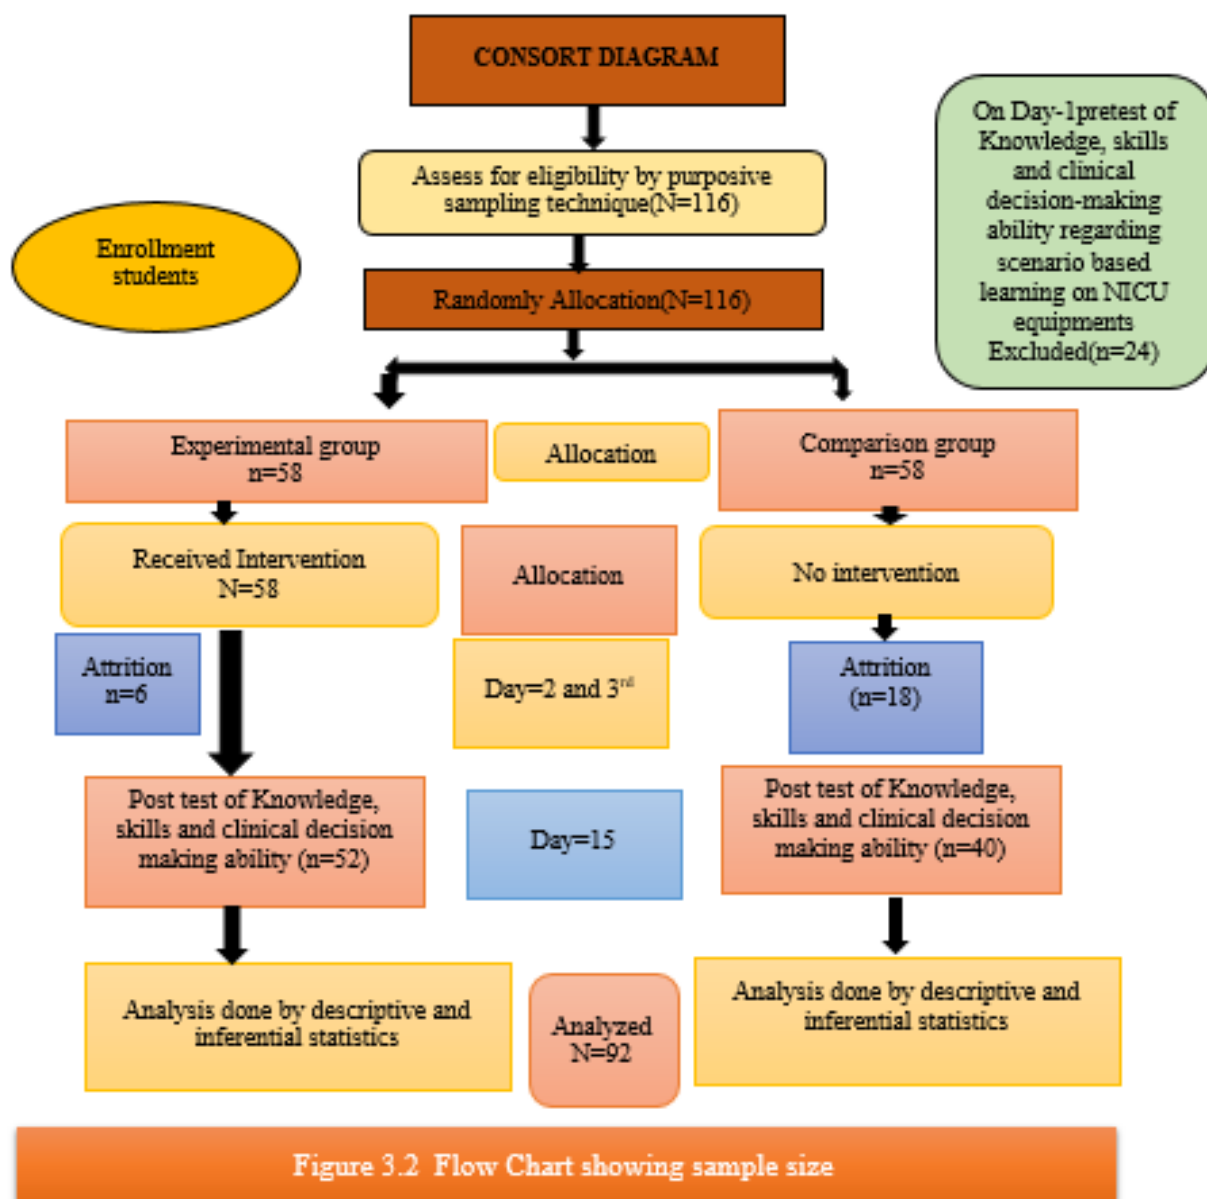 CONSORT DIAGRAM
Assess for eligibility by purposive
sampling technique(N=116)
On Day-1pretest of
Knowledge, skills
and clinical
decision-making
ability regarding
scenario based
learning on NICU
equipments
Excluded(n=24)
Enrollment
students
Randomly Allocation(N=116)
Experimental group
n=58
Allocation
Comparison group
n=58
Received Intervention
N=58
Allocation
No intervention
Attrition
n=6
Day=2 and 3rd
Attrition
(n=18)
Post test of Knowledge,
skills and clinical decision
making ability (n=52)
Day=15
Post test of Knowledge,
skills and clinical decision
making ability (n=40)
Analysis done by descriptive and
inferential statistics
Analyzed
N=92
Analysis done by descriptive and
inferential statistics
Figure 3.2 Flow Chart showing sample size